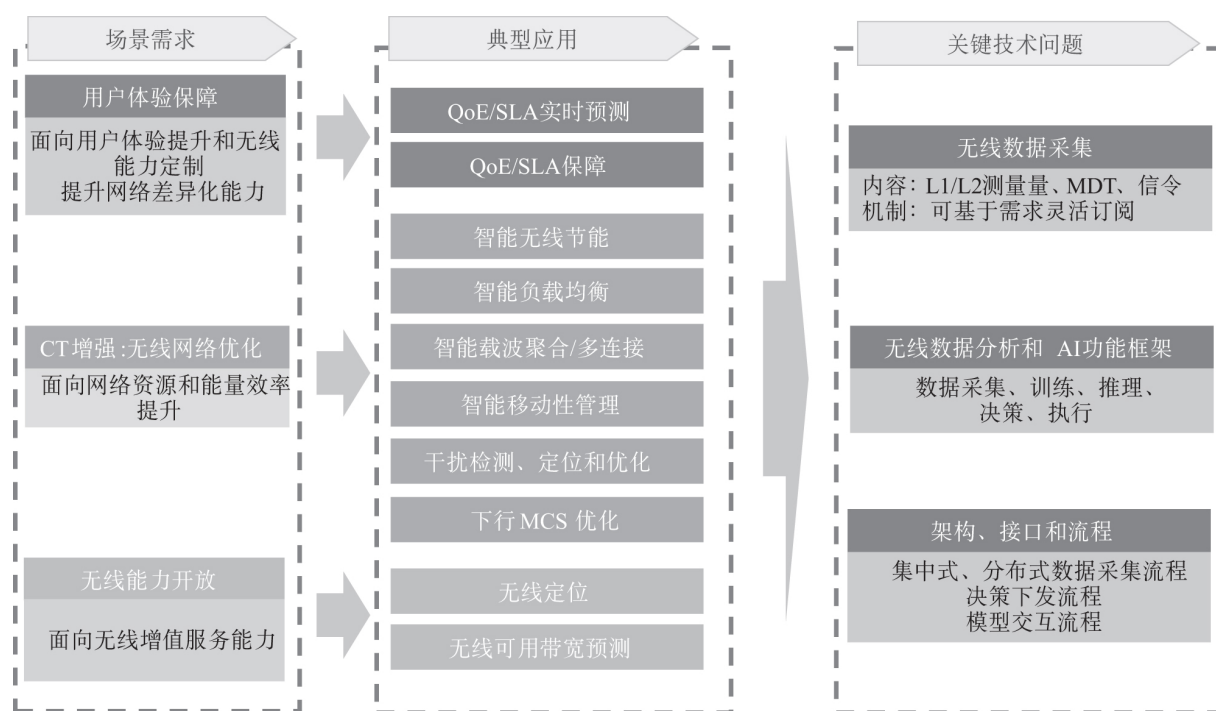 场景需求
用户体验保障
面向用户体验提升和无线
能力定制
提升网络差异化能力
CT增强:无线网络优化
面向网络资源和能量效率
提升
无线能力开放
面向无线增值服务能力
典型应用
QoE/SLA实时预测
QoE/SLA保障
智能无线节能
智能负载均衡
智能载波聚合/多连接
智能移动性管理
干扰检测、定位和优化
下行MCS 优化
无线定位
无线可用带宽预测
关键技术问题
无线数据采集
内容：L1/L2测量量、MDT、信令
机制：可基于需求灵活订阅
无线数据分析和 AI功能框架
数据采集、训练、推理、
决策、执行
架构、接口和流程
集中式、分布式数据采集流程
决策下发流程
模型交互流程